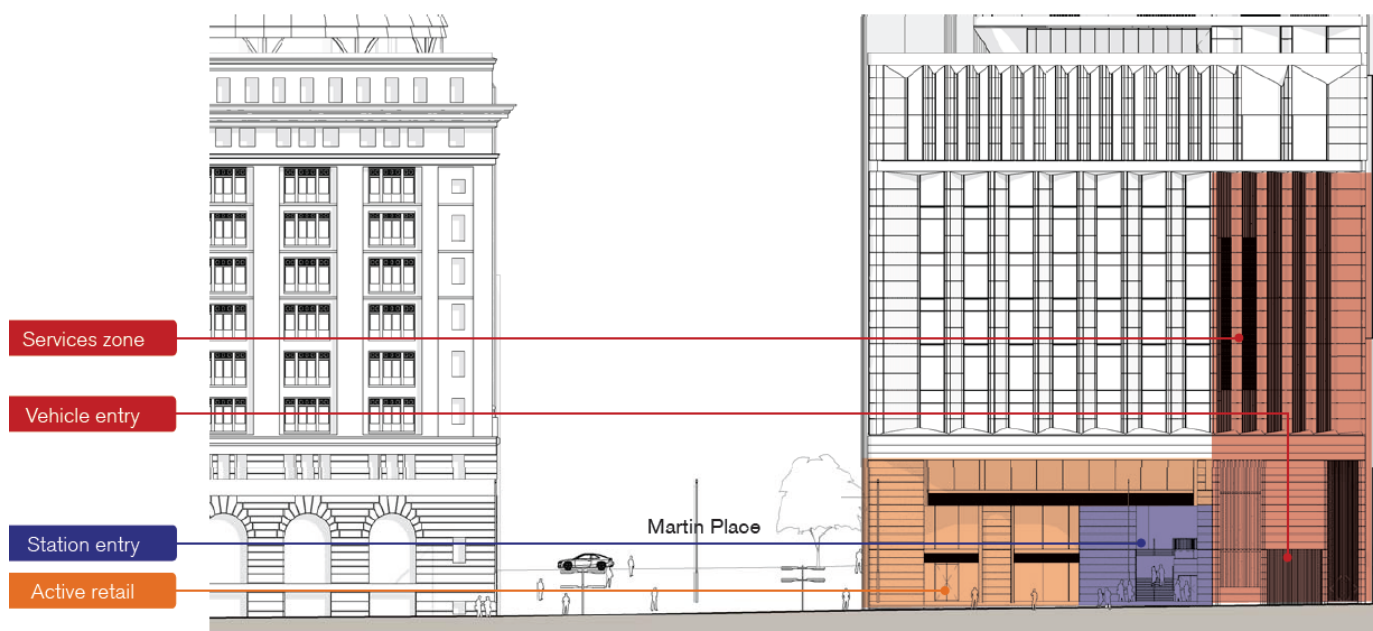 Services zone
Vehicle entry
Martin Place
Station entry
Active retail